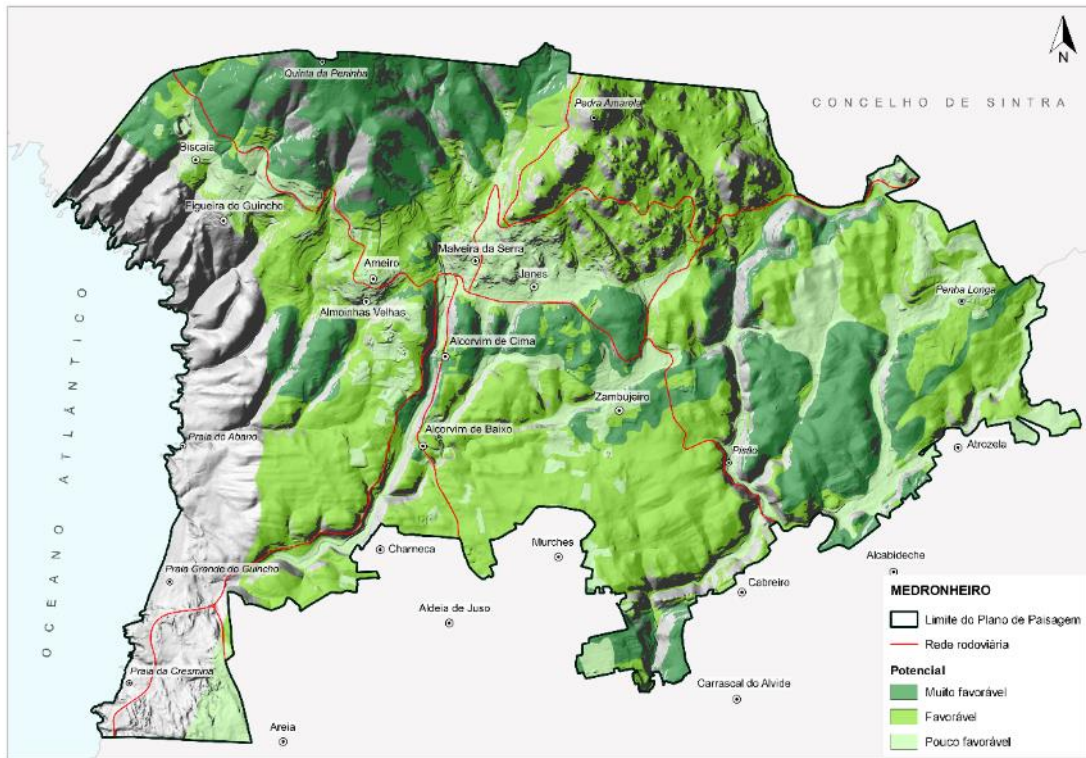 N
CONCELHO DE SINTRA
Quinta da Peninha
Pedra Amarela
Biscaia
Figueira do Guincho
Malveira da Serra
Janes
Arneiro
Penha Longa
Almoinhas Velhas
Alcorvim de Cima
Zambujeiro
Alcorvim de Baixo
Praia do Abano
Atrozela
Pisão
OCEANO ATLÂNTICO
Charneca
Murches
Alcabideche
Praia Grande do Guincho
Cabreiro
Aldeia de Juso
Praia da Cresmina
Carrascal do Alvide
Areia
MEDRONHEIRO
Limite do Plano de Paisagem
Rede rodoviária
Potencial
Muito favorável
Favorável
Pouco favorável